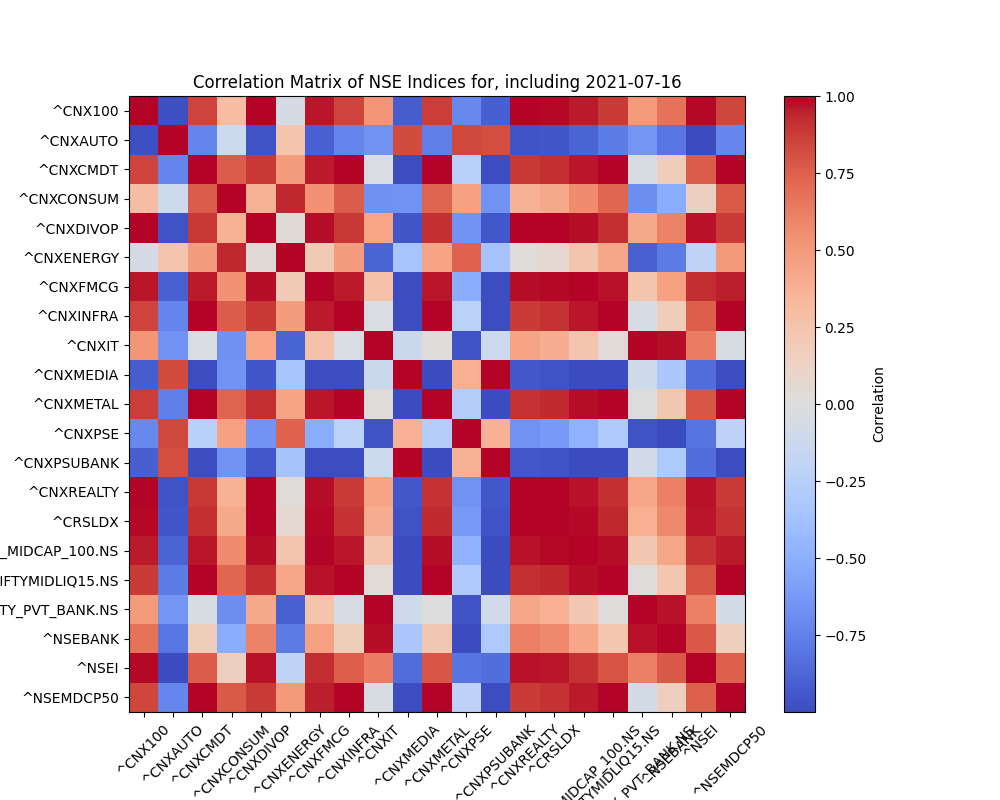 Correlation Matrix of NSE Indices for, including 2021-07-16
^CNX100
^CNXAUTO
^CNXCMDT
^CNXCONSUM
^CNXDIVOP
^CNXENERGY
^CNXFMCG
^CNXINFRA
^CNXIT
^CNXMEDIA
^CNXMETAL
^CNXPSE
^CNXPSUBANK
^CNXREALTY
^CRSLDX
_MIDCAP_100.NS
IFTYMIDLIQ15.NS
TY_PVT_BANK.NS
^NSEBANK
^NSEI
^NSEMDCP50
^CNX100
^CNXAUTO
^CNXCMDT
^CNXCONSUM
^CNXDIVOP
^CNXENERGY
^CNXFMCG
^CNXINFRA
^CNXIT
^CNXMEDIA
^CNXMETAL
^CNXPSE
^CNXPSUBANK
^CNXREALTY
^CRSLDX
MIDCAP_100.NS
TYMIDLIQ15.NS
_PVT_BANK.NS
^NSEBANK
^NSEI
^NSEMDCP50
1.00
0.75
0.50
0.25
0.00
−0.25
−0.50
−0.75
Correlation